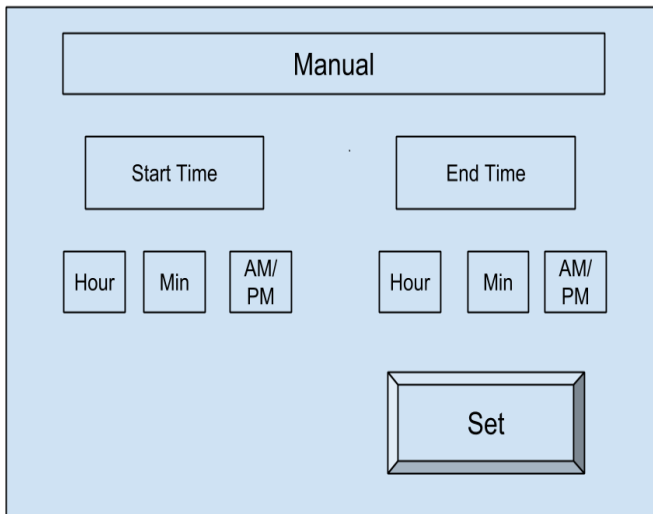 Manual
Start Time
End Time
Hour
Min
AM/
PM
Hour
Min
AM/
PM
Set